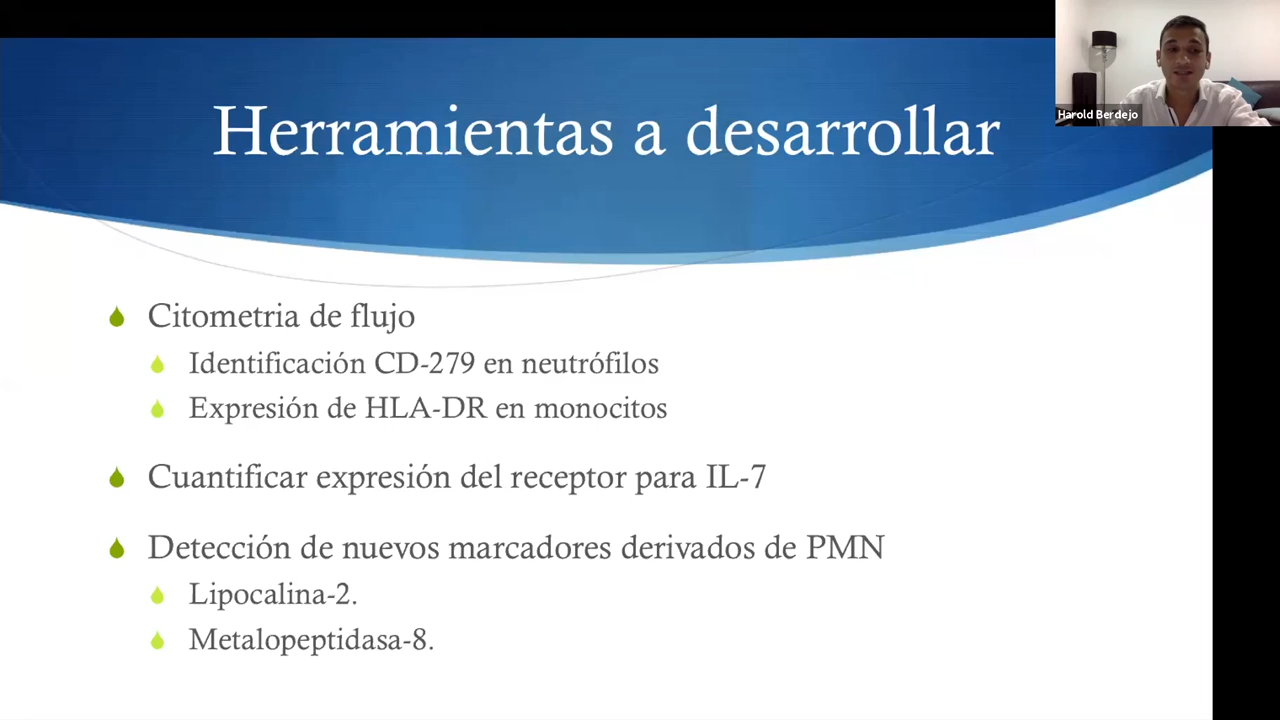 Herramientas a desarrollar
Harold Berdejo
Citometria de flujo
Identificación CD-279 en neutrófilos
Expresión de HLA-DR en monocitos
Cuantificar expresión del receptor para IL-7
Detección de nuevos marcadores derivados de PMN
Lipocalina-2.
Metalopeptidasa-8.